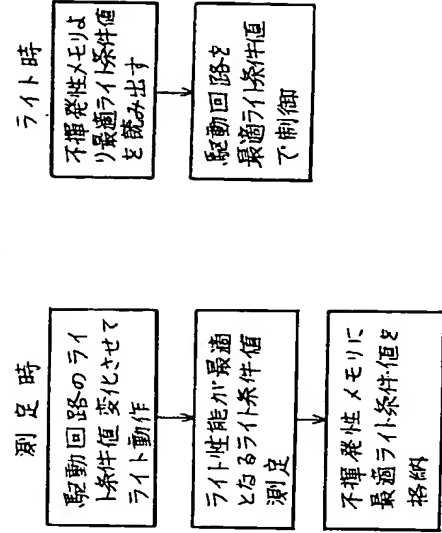 測定時
駆動回路のライ
ト条件値変化させて
ライト動作
ライト性能が最適
となるライト条件値
測定
不揮発性メモリに
最適ライト条件値を
格納
ライト時
不揮発性メモリよ
り最適ライト条件値
を読み出す
駆動回路を
最適ライト条件値
で制御